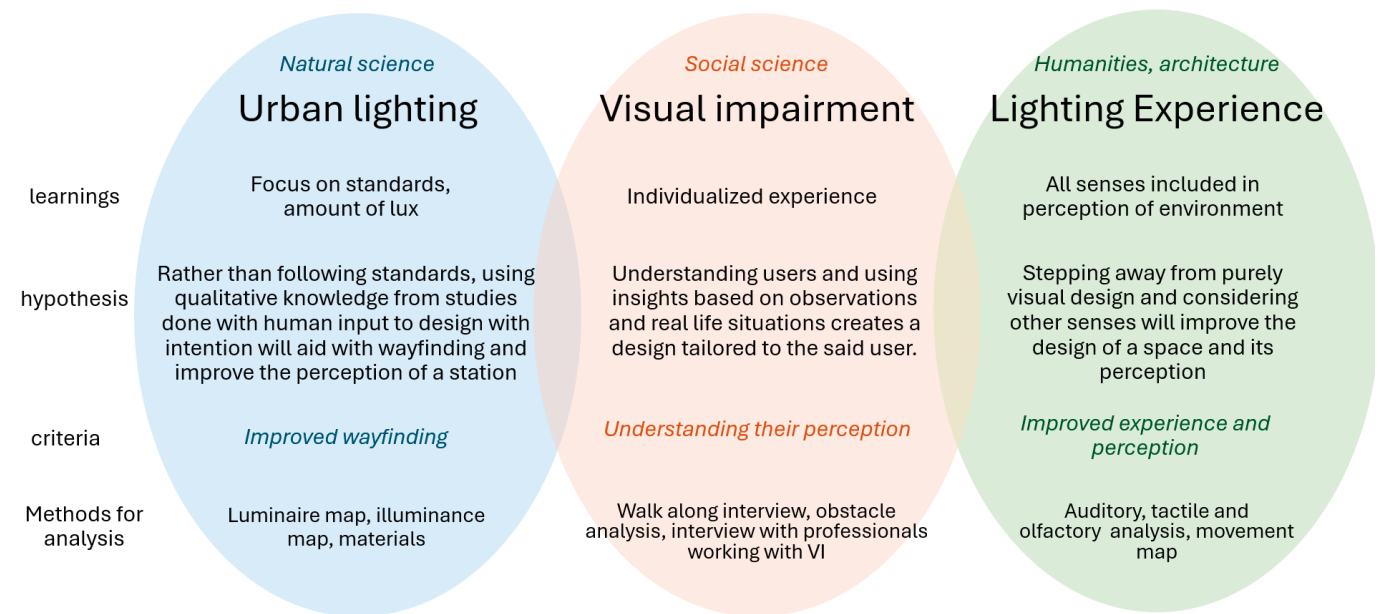 Natural science
Social science
Humanities, architecture
Urban lighting
Visual impairment
Lighting Experience
learnings
Focus on standards,
amount of lux
Individualized experience
All senses included in
perception of environment
hypothesis
Rather than following standards, using
qualitative knowledge from studies
done with human input to design with
intention will aid with wayfinding and
improve the perception of a station
Understanding users and using
insights based on observations
and real life situations creates a
design tailored to the said user.
Stepping away from purely
visual design and considering
other senses will improve the
design of a space and its
perception
criteria
Improved wayfinding
Understanding their perception
Improved experience and
perception
Methods for
analysis
Luminaire map, illuminance
map, materials
Walk along interview, obstacle
analysis, interview with professionals
working with VI
Auditory, tactile and
olfactory analysis, movement
map